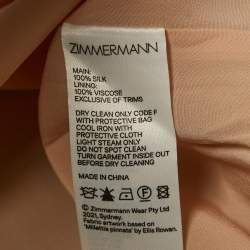 ZIMMERMANN
MAIN:
100% SILK
LINING:
100% VISCOSE
EXCLUSIVE OF TRIMS
DRY CLEAN ONLY CODE F
WITH PROTECTIVE BAG
COOL IRON WITH
PROTECTIVE CLOTH
LIGHT STEAM ONLY
DO NOT SPOT CLEAN
TURN GARMENT INSIDE OUT
BEFORE DRY CLEANING
MADE IN CHINA
© Zimmermann Wear Pty Ltd
2021, Sydney.
Fabric artwork based on
'Millettia pinnata' by Ellis Rowan.